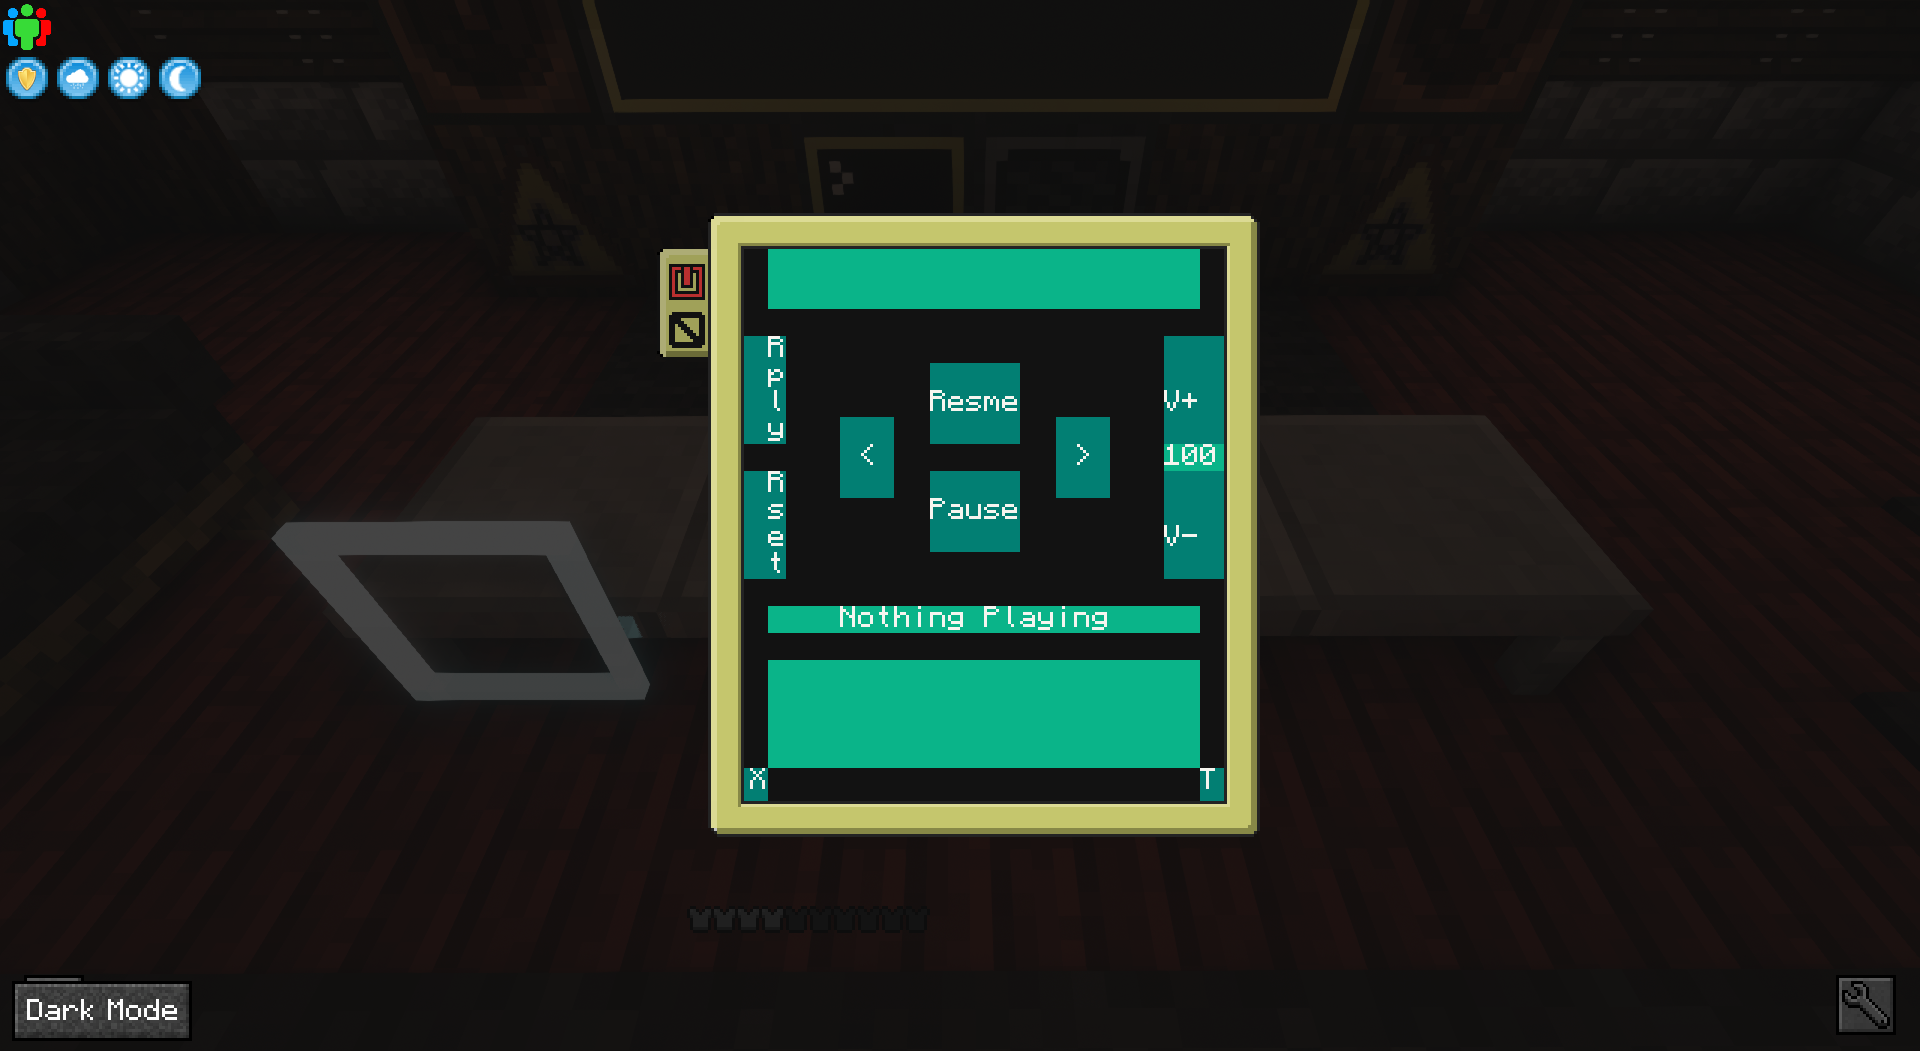 Rply
Resme
V+
<
>
100
Rset
Pause
V-
Nothing Playing
X
T
Dark Mode